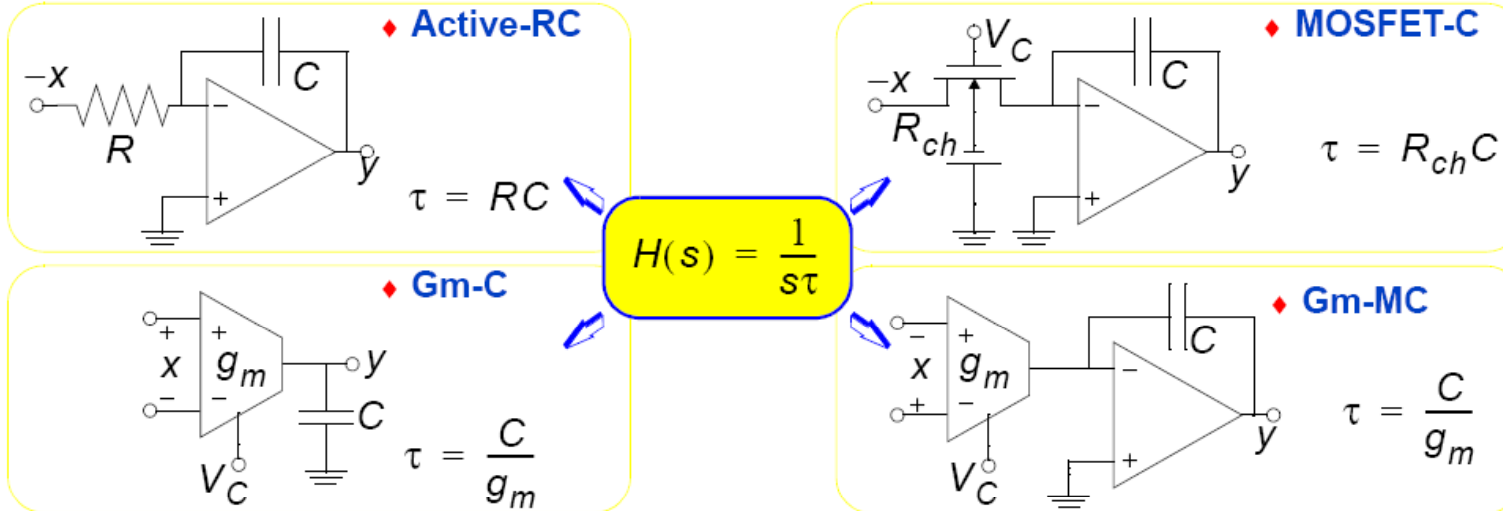 ♦ Active-RC
−x
R
C
−
+
y
τ = RC
♦ MOSFET-C
V_C
−x
R_ch
C
−
+
y
τ = R_ch C
H(s) = 1/sτ
♦ Gm-C
+
x
−
+
g_m
−
V_C
y
C
τ = C/g_m
♦ Gm-MC
−
x
+
+
g_m
−
V_C
C
−
+
y
τ = C/g_m